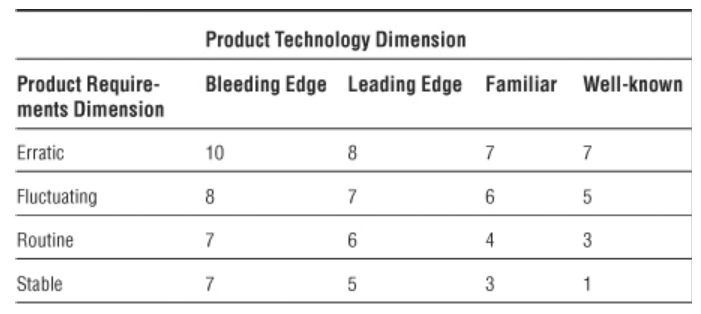 Product Technology Dimension
Product Require- Bleeding Edge Leading Edge Familiar Well-known
ments Dimension
Erratic 10 8 7 7
Fluctuating 8 7 6 5
Routine 7 6 4 3
Stable 7 5 3 1